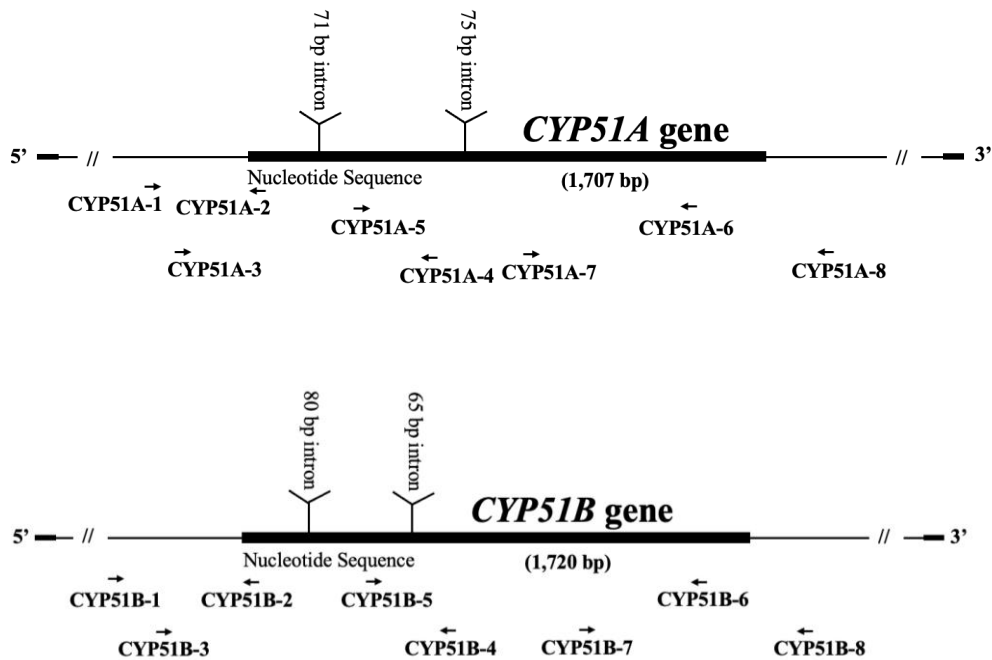 71 bp intron
75 bp intron
CYP51A gene
5’ // // 3’
Nucleotide Sequence
(1,707 bp)
CYP51A-1
CYP51A-2
CYP51A-5
CYP51A-6
CYP51A-3
CYP51A-4
CYP51A-7
CYP51A-8
80 bp intron
65 bp intron
CYP51B gene
5’ // // 3’
Nucleotide Sequence
(1,720 bp)
CYP51B-1
CYP51B-2
CYP51B-5
CYP51B-6
CYP51B-3
CYP51B-4
CYP51B-7
CYP51B-8